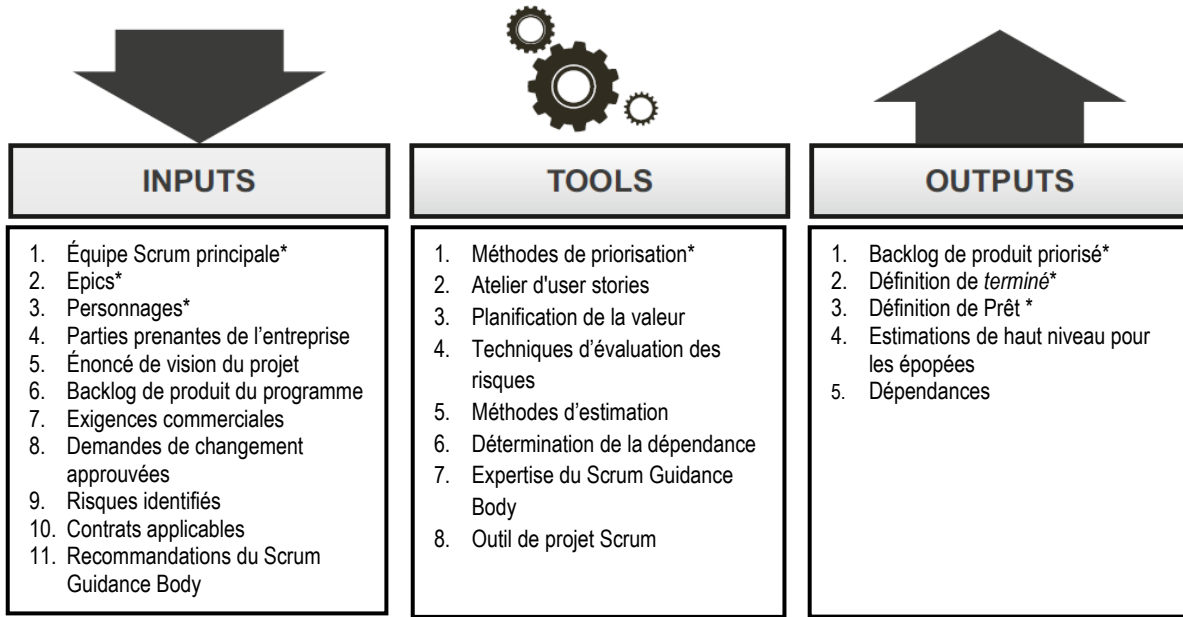 INPUTS
1. Équipe Scrum principale*
2. Epics*
3. Personnages*
4. Parties prenantes de l’entreprise
5. Énoncé de vision du projet
6. Backlog de produit du programme
7. Exigences commerciales
8. Demandes de changement
approuvées
9. Risques identifiés
10. Contrats applicables
11. Recommandations du Scrum
Guidance Body
TOOLS
1. Méthodes de priorisation*
2. Atelier d'user stories
3. Planification de la valeur
4. Techniques d’évaluation des
risques
5. Méthodes d’estimation
6. Détermination de la dépendance
7. Expertise du Scrum Guidance
Body
8. Outil de projet Scrum
OUTPUTS
1. Backlog de produit priorisé*
2. Définition de terminé*
3. Définition de Prêt *
4. Estimations de haut niveau pour
les épopées
5. Dépendances